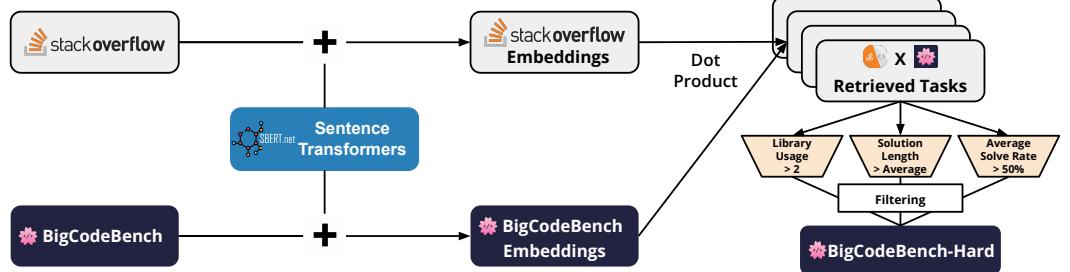 stackoverflow
stackoverflow
Embeddings
Dot
Product
X
Retrieved Tasks
SBERT.net
Sentence
Transformers
Library
Usage
> 2
Solution
Length
> Average
Average
Solve Rate
> 50%
Filtering
BigCodeBench
BigCodeBench
Embeddings
BigCodeBench-Hard